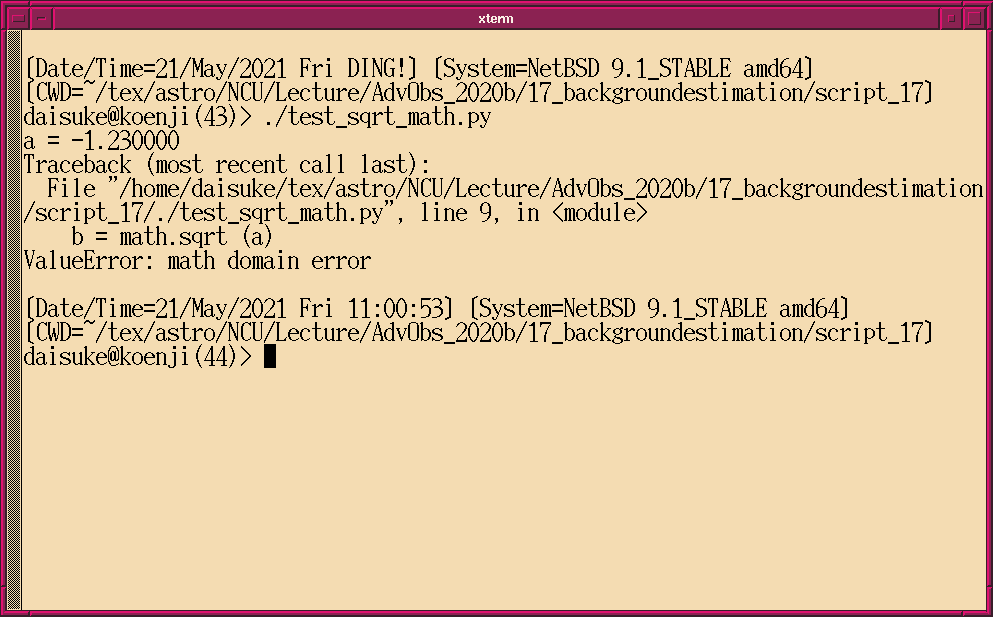 xterm
[Date/Time=21/May/2021 Fri DING!] [System=NetBSD 9.1_STABLE amd64]
[CWD=~/tex/astro/NCU/Lecture/AdvObs_2020b/17_backgroundestimation/script_17]
daisuke@koenji(43)> ./test_sqrt_math.py
a = -1.230000
Traceback (most recent call last):
  File "/home/daisuke/tex/astro/NCU/Lecture/AdvObs_2020b/17_backgroundestimation
/script_17/./test_sqrt_math.py", line 9, in <module>
    b = math.sqrt (a)
ValueError: math domain error
[Date/Time=21/May/2021 Fri 11:00:53] [System=NetBSD 9.1_STABLE amd64]
[CWD=~/tex/astro/NCU/Lecture/AdvObs_2020b/17_backgroundestimation/script_17]
daisuke@koenji(44)>